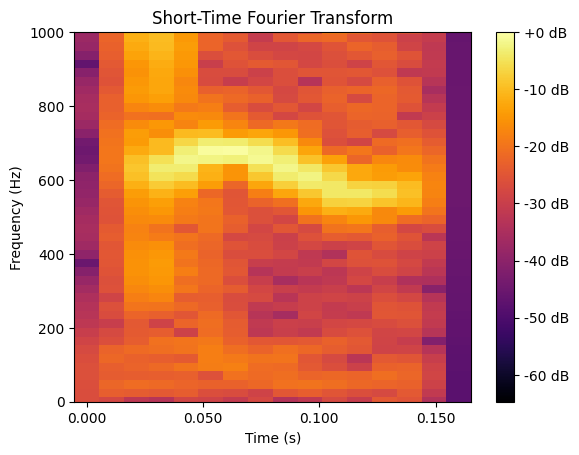 Short-Time Fourier Transform
1000
800
600
400
200
0
Frequency (Hz)
0.000
0.050
0.100
0.150
Time (s)
+0 dB
-10 dB
-20 dB
-30 dB
-40 dB
-50 dB
-60 dB